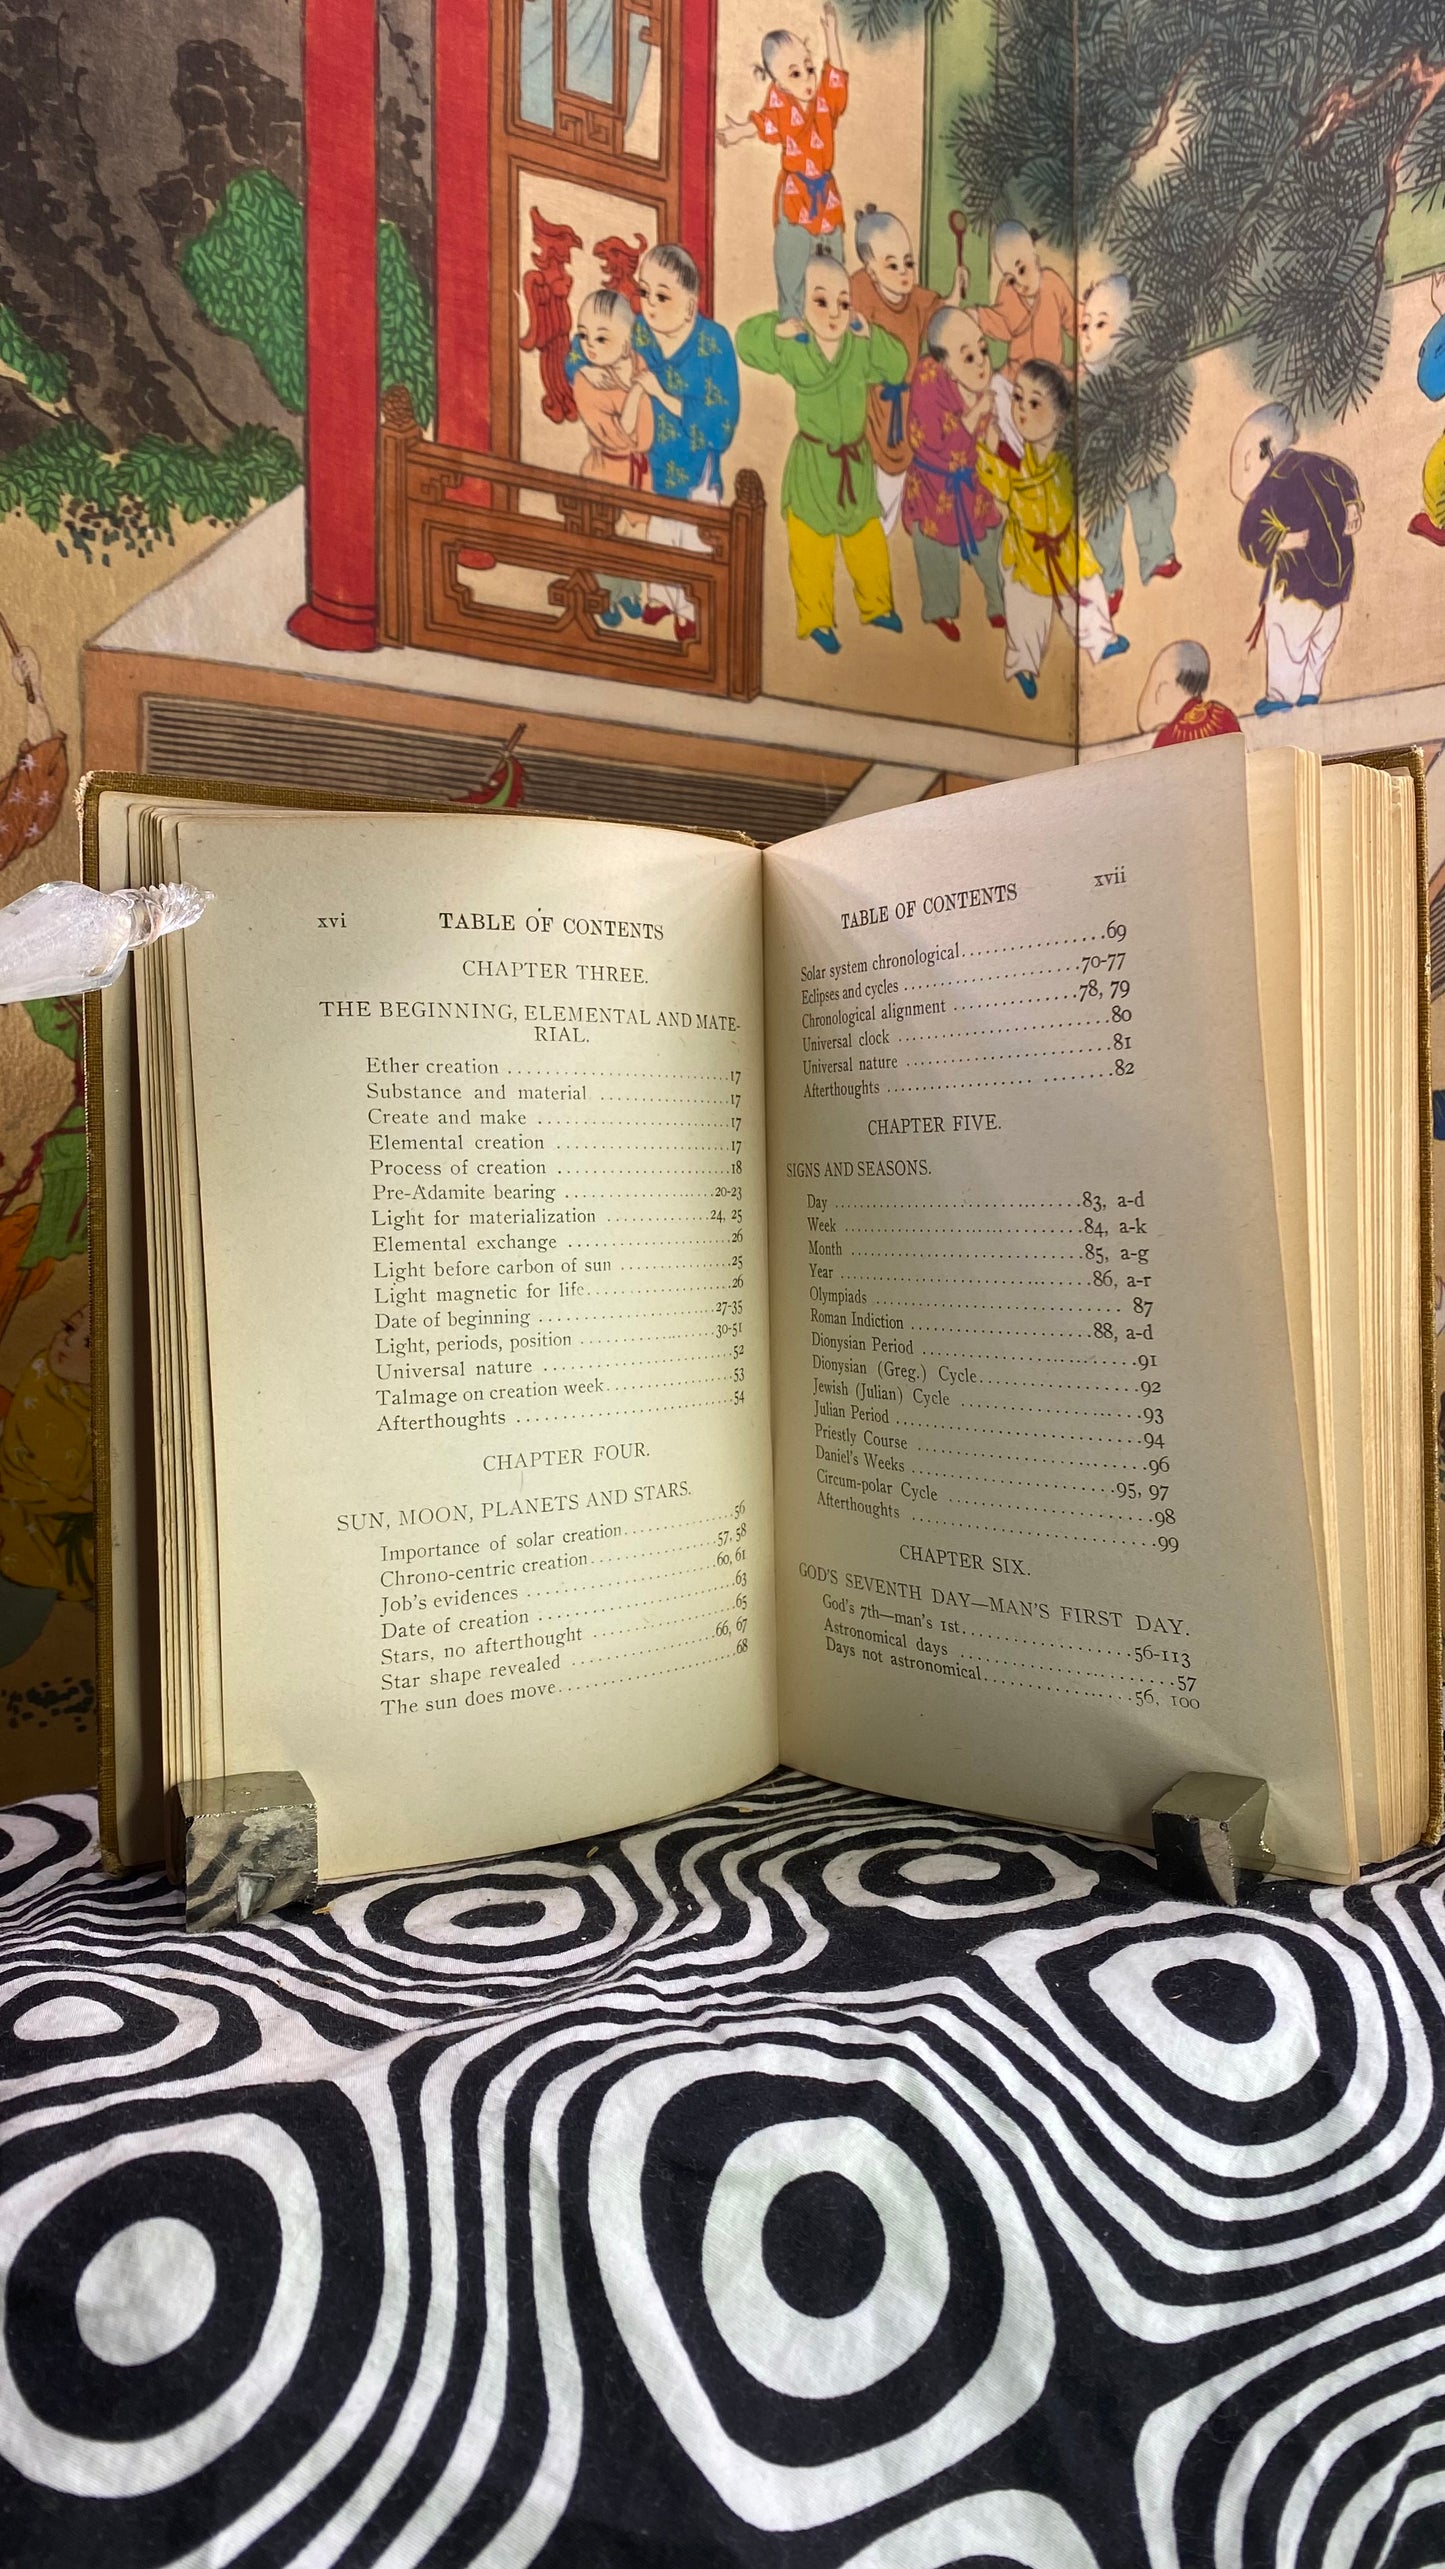 xvi TABLE OF CONTENTS
CHAPTER THREE.
THE BEGINNING, ELEMENTAL AND MATE-
RIAL.
Ether creation ............................17
Substance and material ..................17
Create and make .........................17
Elemental creation ......................17
Process of creation .....................18
Pre-Adamite bearing ...................20-23
Light for materialization .............24, 25
Elemental exchange ......................26
Light before carbon of sun ...............25
Light magnetic for life..................26
Date of beginning .....................27-35
Light, periods, position ...............30-51
Universal nature ........................52
Talmage on creation week................53
Afterthoughts ...........................54
CHAPTER FOUR.
SUN, MOON, PLANETS AND STARS.
Importance of solar creation..............56
Chrono-centric creation................57, 58
Job's evidences .......................60, 61
Date of creation .........................63
Stars, no afterthought ...................65
Star shape revealed ...................66, 67
The sun does move........................68
TABLE OF CONTENTS xvii
Solar system chronological.................69
Eclipses and cycles .....................70-77
Chronological alignment ...............78, 79
Universal clock ..........................80
Universal nature .........................81
Afterthoughts ............................82
CHAPTER FIVE.
SIGNS AND SEASONS.
Day ................................83, a-d
Week ...............................84, a-k
Month ..............................85, a-g
Year ...............................86, a-r
Olympiads ............................... 87
Roman Indiction .......................88, a-d
Dionysian Period .........................91
Dionysian (Greg.) Cycle...................92
Jewish (Julian) Cycle .....................93
Julian Period ............................94
Priestly Course ..........................96
Daniel's Weeks ........................95, 97
Circum-polar Cycle .......................98
Afterthoughts ............................99
CHAPTER SIX.
GOD'S SEVENTH DAY—MAN'S FIRST DAY.
God's 7th—man's 1st...................56-113
Astronomical days ........................57
Days not astronomical.................56, 100